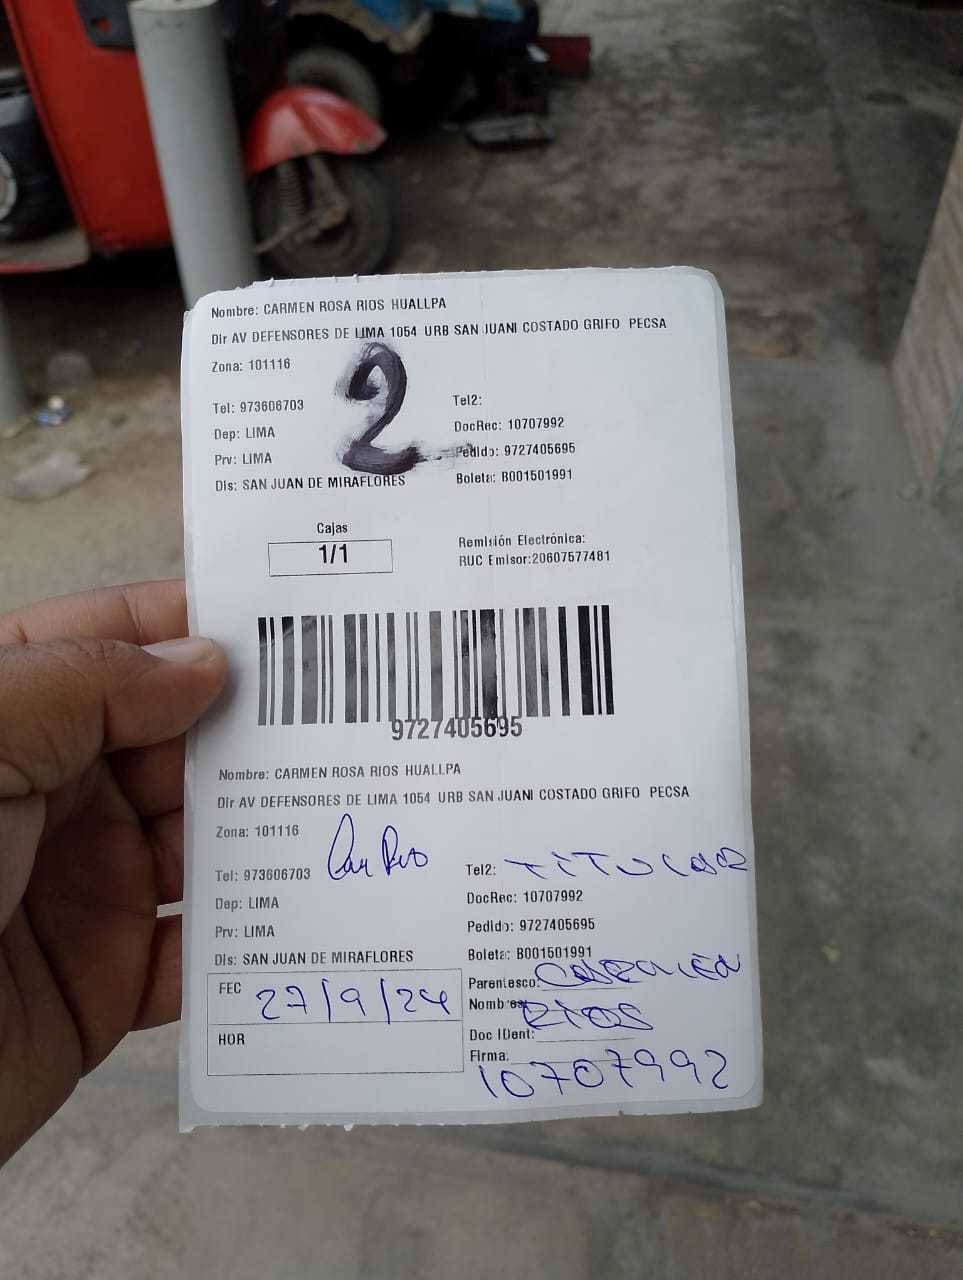 Nombre: CARMEN ROSA RIOS HUALLPA
Dir AV DEFENSORES DE LIMA 1054 URB SAN JUANI COSTADO GRIFO PECSA
Zona: 101116
2
Tel: 973606703 Tel2:
Dep: LIMA DocRec: 10707992
Prv: LIMA Pedido: 9727405695
Dis: SAN JUAN DE MIRAFLORES Boleta: B001501991
Cajas
1/1
Remisión Electrónica:
RUC Emisor:20607577481
9727405695
Nombre: CARMEN ROSA RIOS HUALLPA
Dir AV DEFENSORES DE LIMA 1054 URB SAN JUANI COSTADO GRIFO PECSA
Zona: 101116
Tel: 973606703 Tel2: TITULAR
Dep: LIMA DocRec: 10707992
Prv: LIMA Pedido: 9727405695
Dis: SAN JUAN DE MIRAFLORES Boleta: B001501991
FEC 27/9/24
HOR
Parentesco:
Nombres: RIOS
Doc IDent:
Firma:
10707992